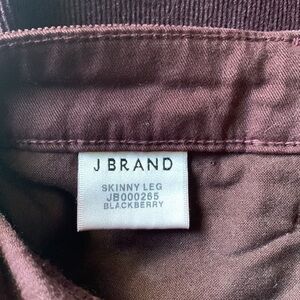 J BRAND
SKINNY LEG
JB000265
BLACKBERRY